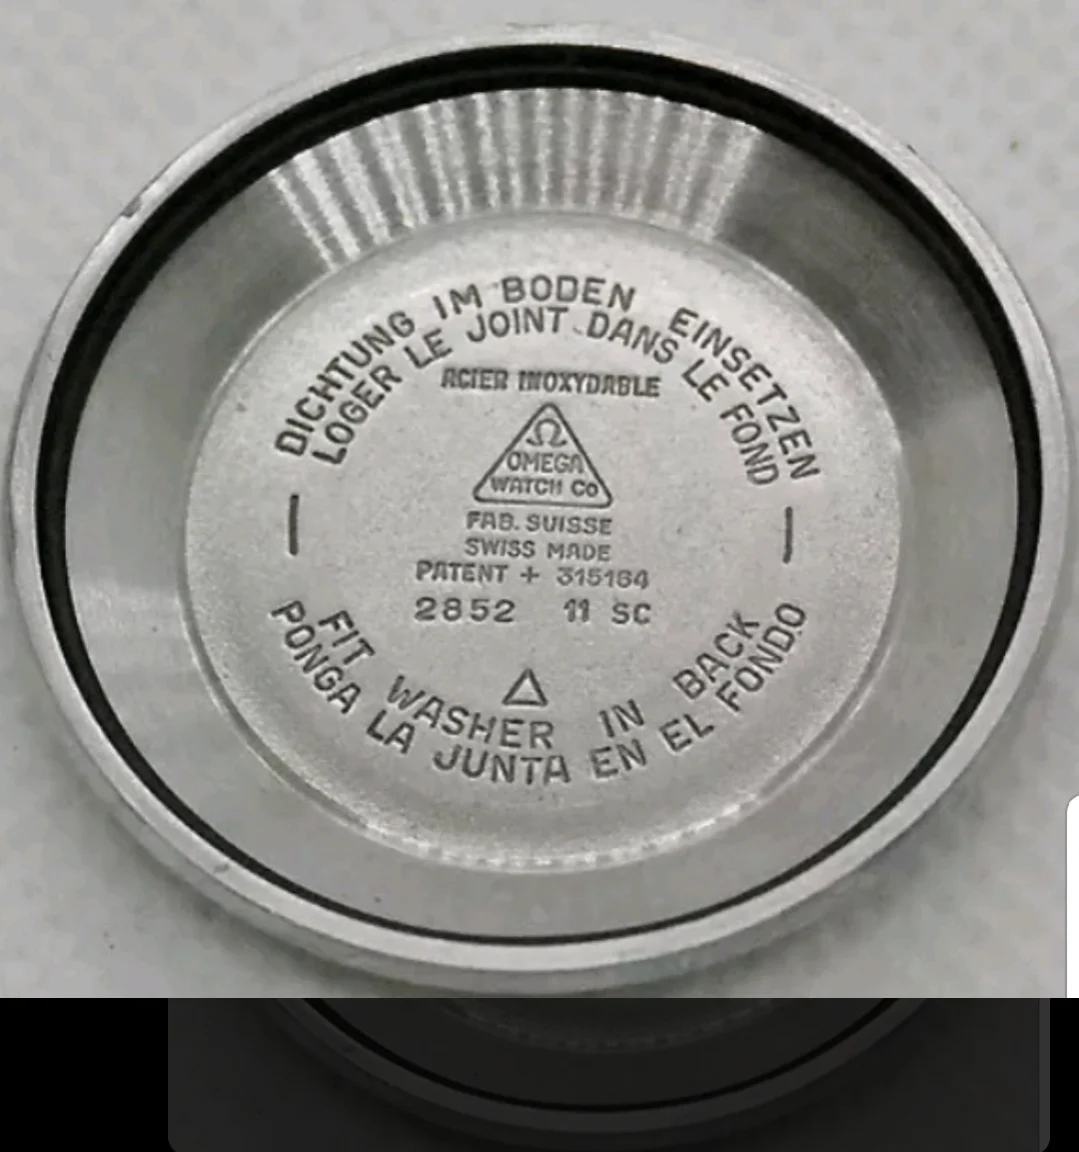 DICHTUNG IM BODEN EINSETZEN
LOGER LE JOINT DANS LE FOND
ACIER INOXYDABLE
Ω
OMEGA
WATCH Co
FAB. SUISSE
SWISS MADE
PATENT + 315164
2852 11 SC
FIT WASHER IN BACK
PONGA LA JUNTA EN EL FONDO